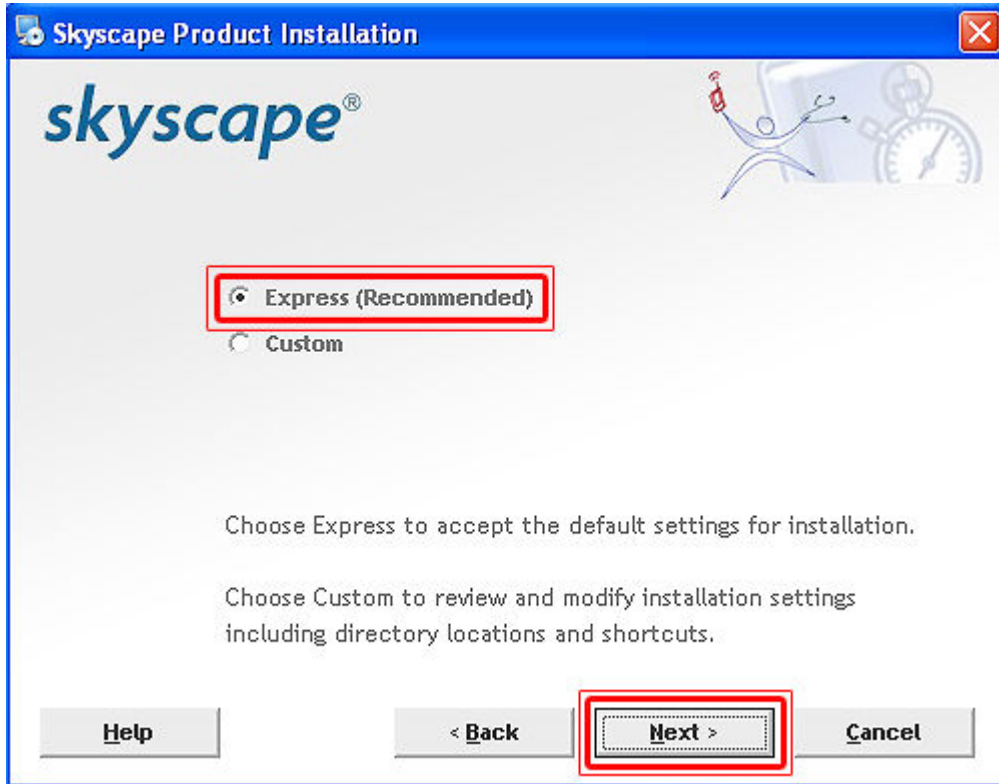 Skyscape Product Installation
skyscape®
Express (Recommended)
Custom
Choose Express to accept the default settings for installation.
Choose Custom to review and modify installation settings
including directory locations and shortcuts.
Help
< Back
Next >
Cancel